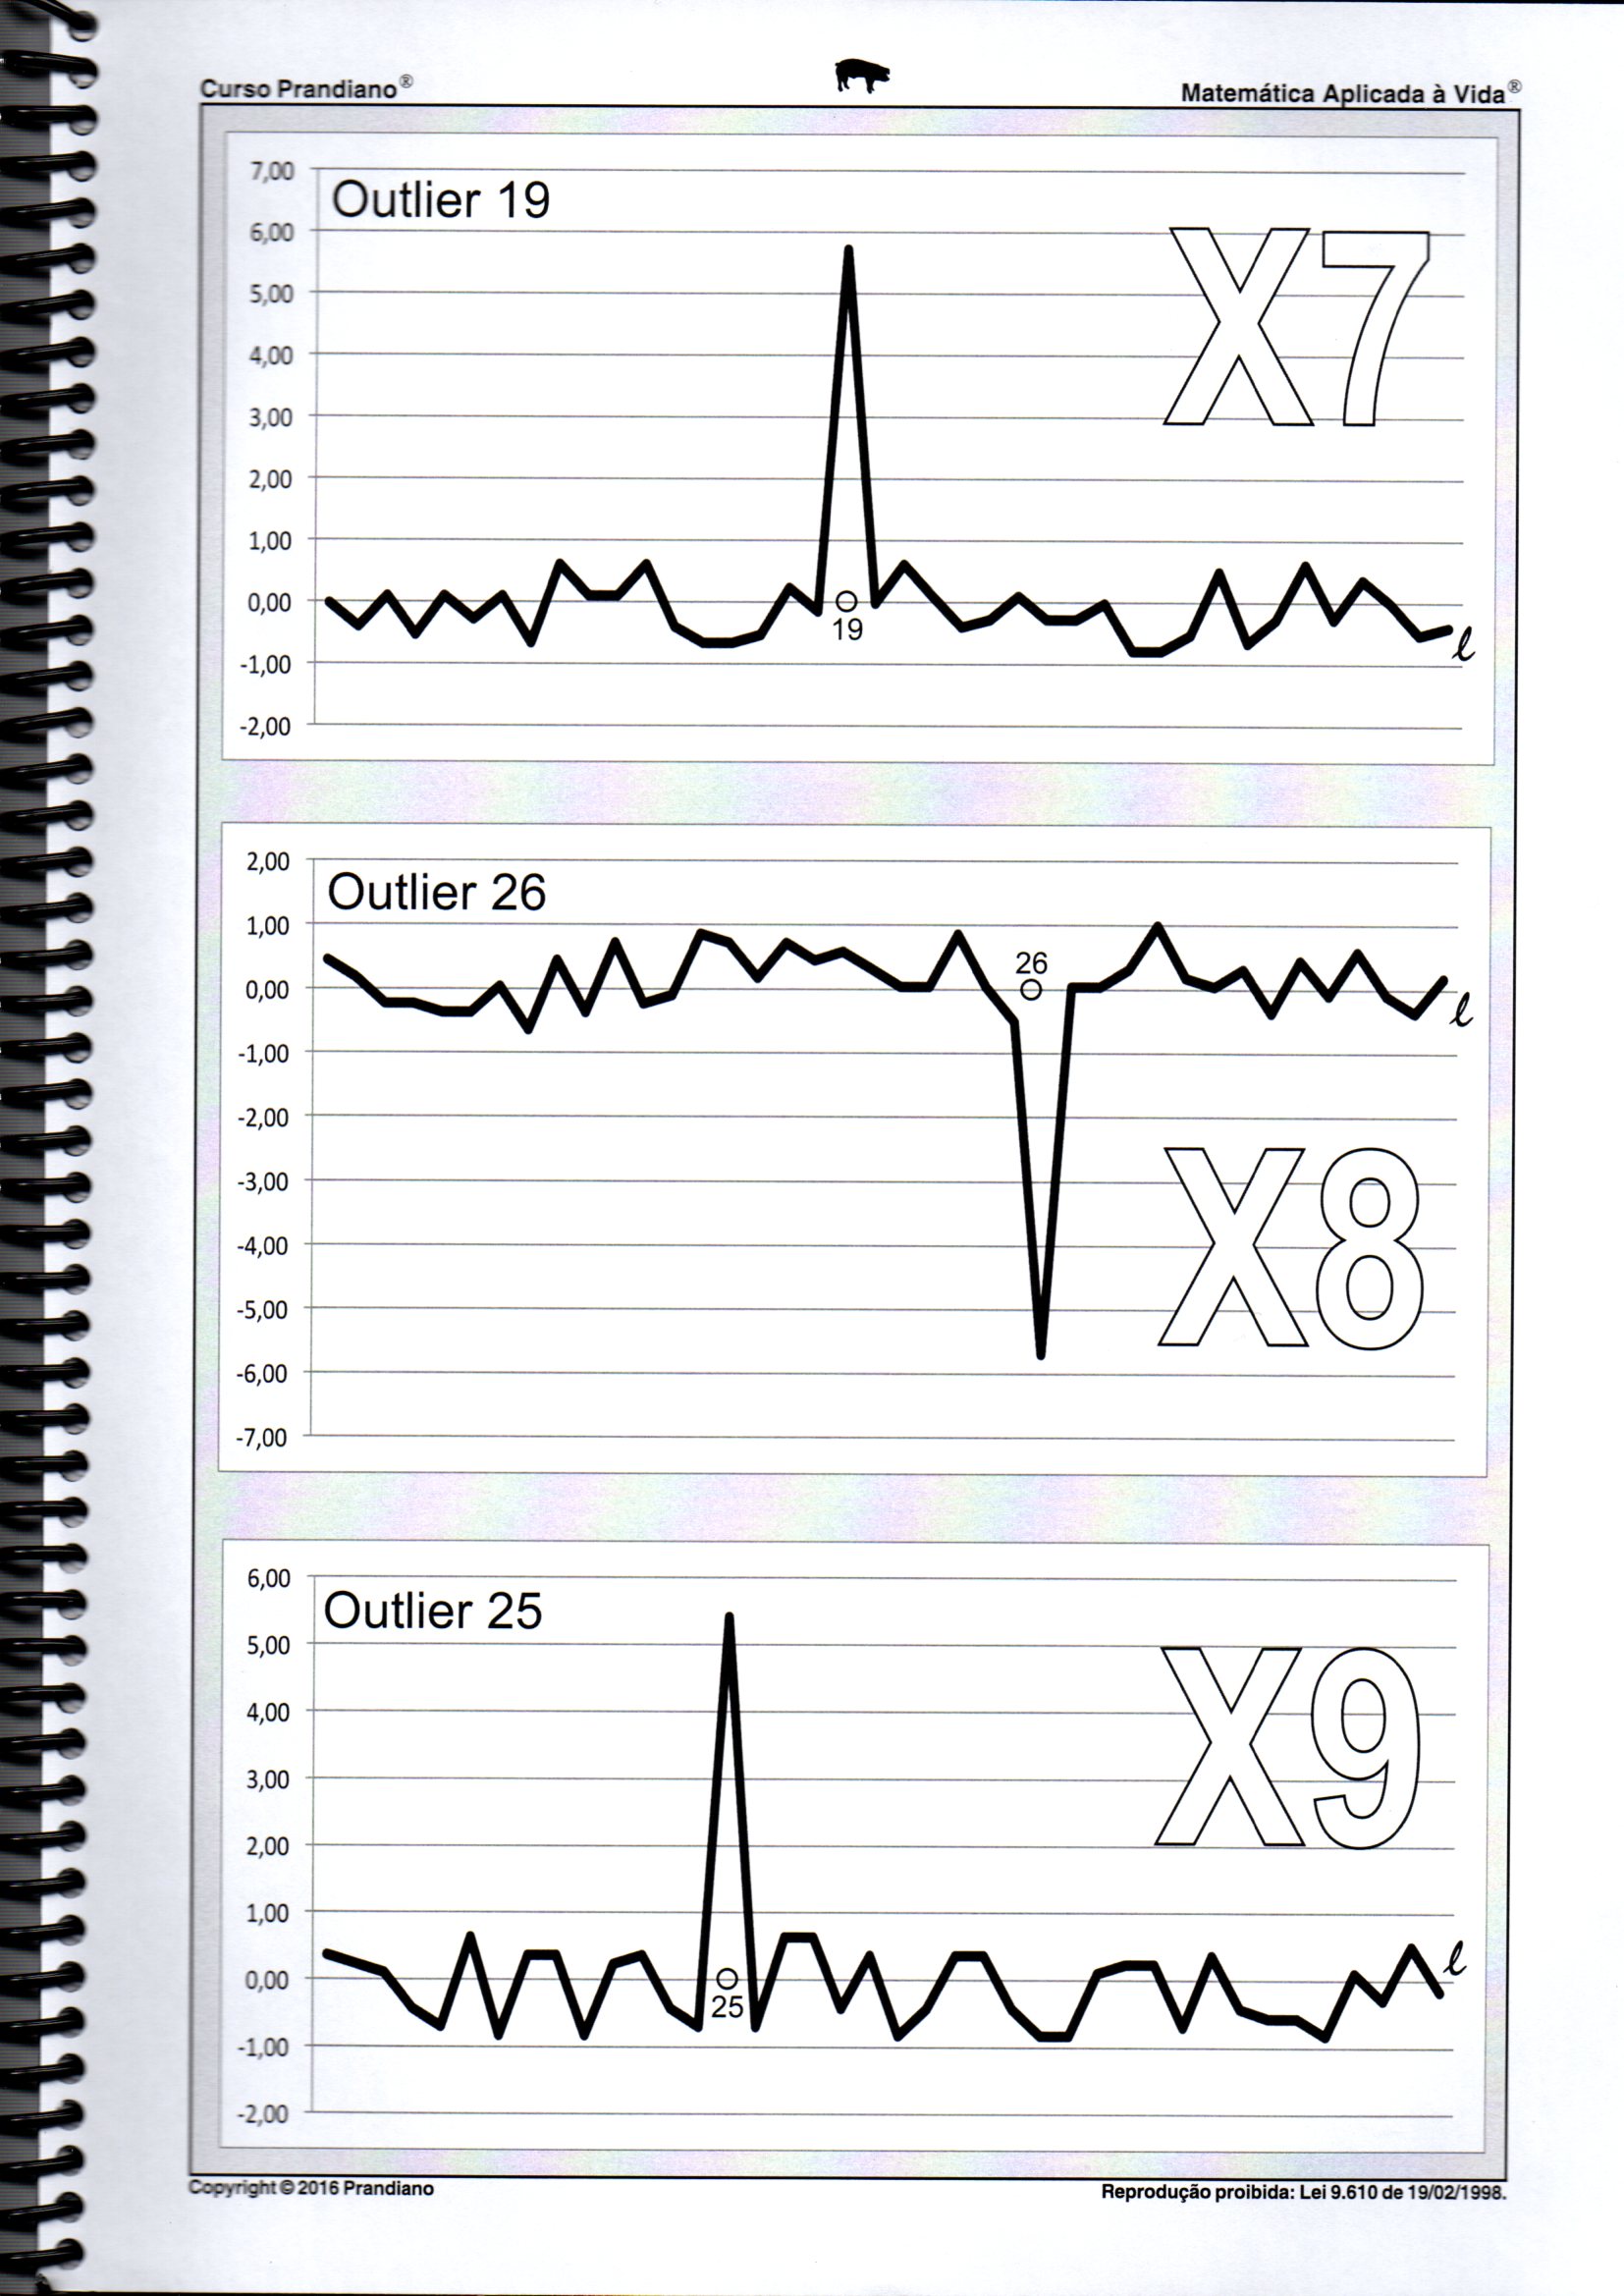 Curso Prandiano®
Matemática Aplicada à Vida®
7,00
Outlier 19
6,00
X7
5,00
4,00
3,00
2,00
1,00
0,00
19
ℓ
-1,00
-2,00
2,00
Outlier 26
1,00
26
0,00
ℓ
-1,00
-2,00
-3,00
X8
-4,00
-5,00
-6,00
-7,00
6,00
Outlier 25
5,00
X9
4,00
3,00
2,00
1,00
ℓ
0,00
25
-1,00
-2,00
Copyright © 2016 Prandiano
Reprodução proibida: Lei 9.610 de 19/02/1998.